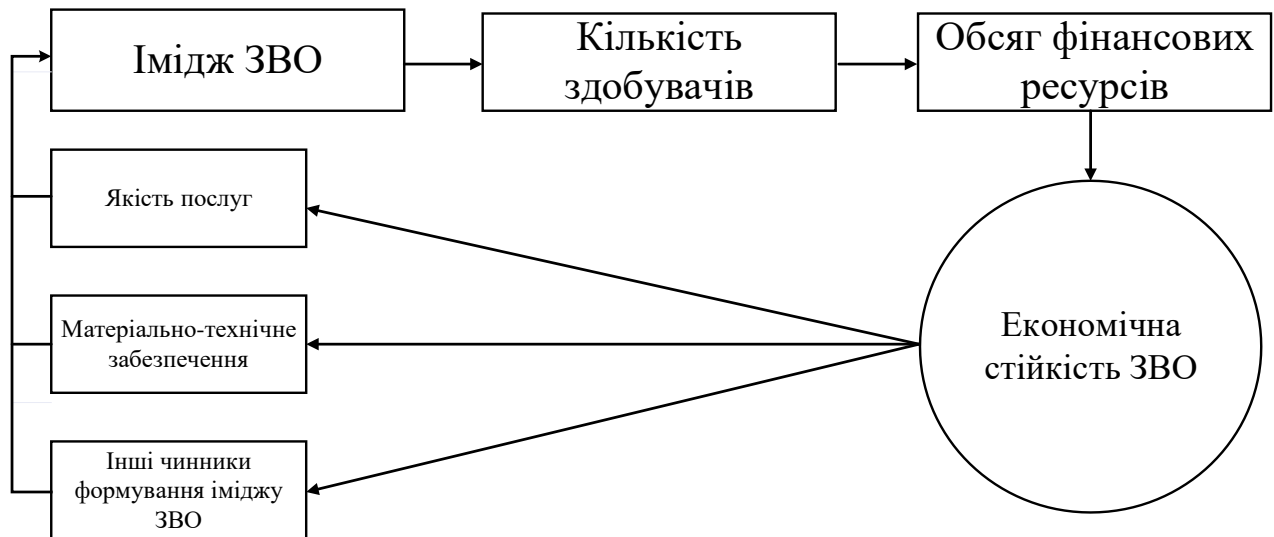 Імідж ЗВО
Кількість
здобувачів
Обсяг фінансових
ресурсів
Якість послуг
Матеріально-технічне
забезпечення
Інші чинники
формування іміджу
ЗВО
Економічна
стійкість ЗВО